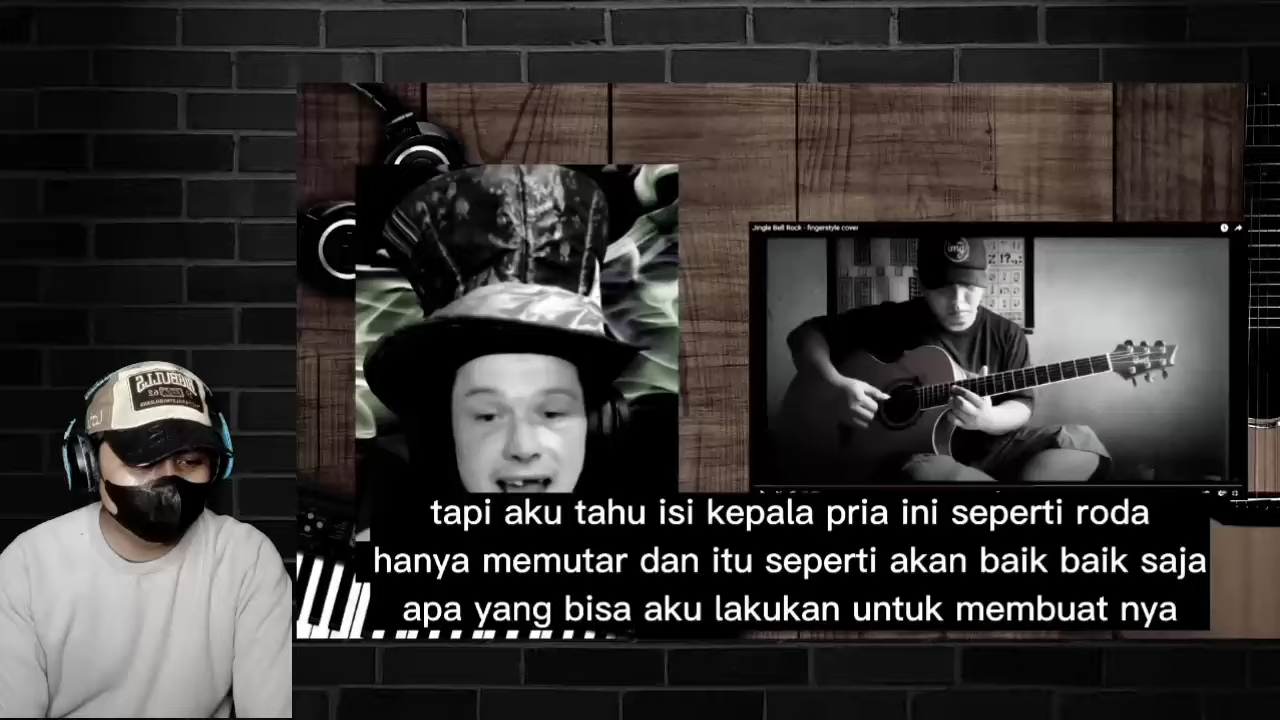 Jingle Bell Rock - fingerstyle cover
img
tapi aku tahu isi kepala pria ini seperti roda
hanya memutar dan itu seperti akan baik baik saja
apa yang bisa aku lakukan untuk membuat nya